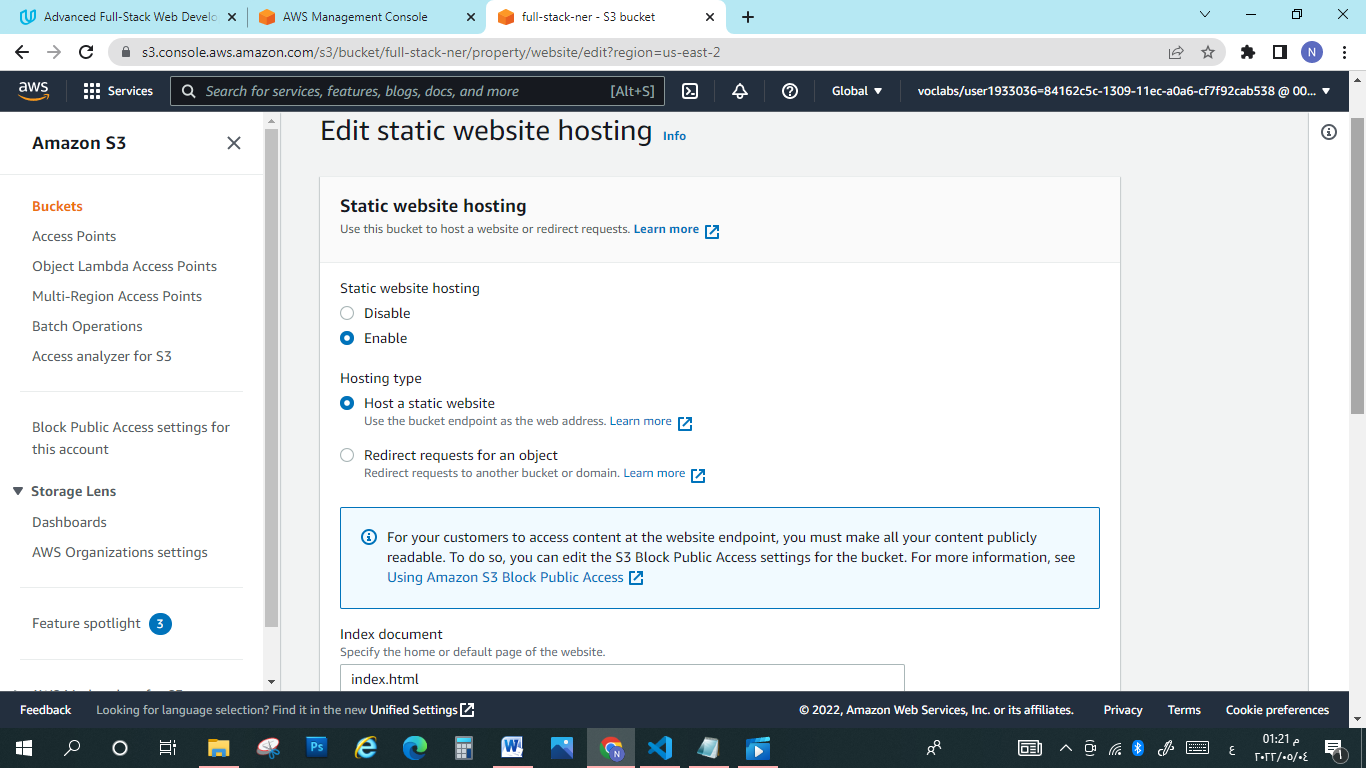 Advanced Full-Stack Web Develo
AWS Management Console
full-stack-ner - S3 bucket
s3.console.aws.amazon.com/s3/bucket/full-stack-ner/property/website/edit?region=us-east-2
N
aws
Services
Search for services, features, blogs, docs, and more
[Alt+S]
Global
voclabs/user1933036=84162c5c-1309-11ec-a0a6-cf7f92cab538 @ 00...
Amazon S3
Buckets
Access Points
Object Lambda Access Points
Multi-Region Access Points
Batch Operations
Access analyzer for S3
Block Public Access settings for
this account
Storage Lens
Dashboards
AWS Organizations settings
Feature spotlight 3
Edit static website hosting Info
Static website hosting
Use this bucket to host a website or redirect requests. Learn more
Static website hosting
Disable
Enable
Hosting type
Host a static website
Use the bucket endpoint as the web address. Learn more
Redirect requests for an object
Redirect requests to another bucket or domain. Learn more
For your customers to access content at the website endpoint, you must make all your content publicly
readable. To do so, you can edit the S3 Block Public Access settings for the bucket. For more information, see
Using Amazon S3 Block Public Access
Index document
Specify the home or default page of the website.
index.html
Feedback
Looking for language selection? Find it in the new Unified Settings
© 2022, Amazon Web Services, Inc. or its affiliates.
Privacy
Terms
Cookie preferences
Ps
W
N
ع
01:21 م
٢٠٢٢/٠٥/٠٤
1